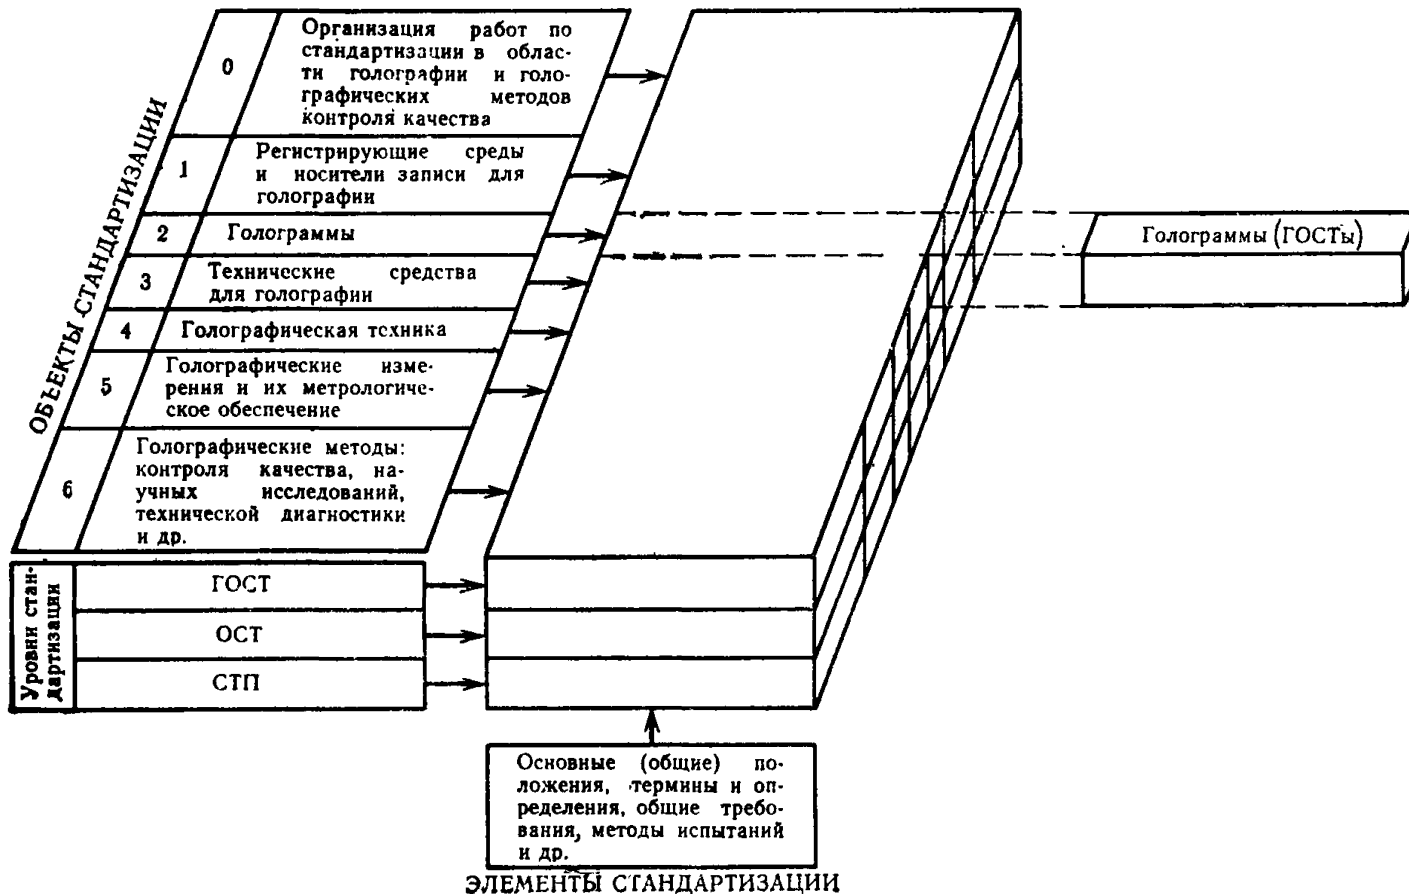 ОБЪЕКТЫ СТАНДАРТИЗАЦИИ
0
Организация работ по
стандартизации в облас-
ти голографии и голо-
графических методов
контроля качества
1
Регистрирующие среды
и носители записи для
голографии
2
Голограммы
3
Технические средства
для голографии
4
Голографическая техника
5
Голографические изме-
рения и их метрологиче-
ское обеспечение
6
Голографические методы:
контроля качества, на-
учных исследований,
технической диагностики
и др.
Голограммы (ГОСТы)
Уровни стан-
дартизации
ГОСТ
ОСТ
СТП
Основные (общие) по-
ложения, термины и оп-
ределения, общие требо-
вания, методы испытаний
и др.
ЭЛЕМЕНТЫ СТАНДАРТИЗАЦИИ